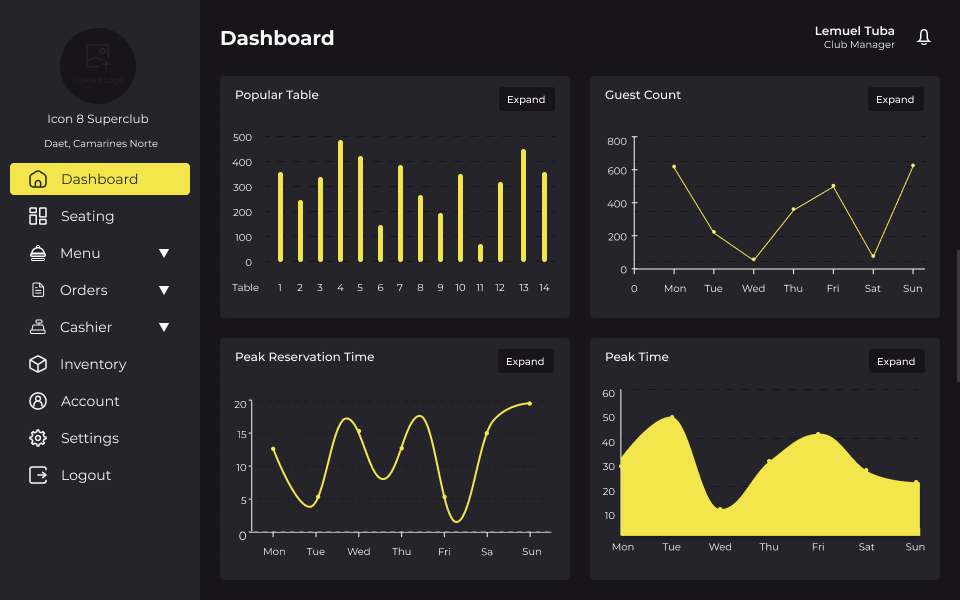 Upload Logo
Icon 8 Superclub
Daet, Camarines Norte
Dashboard
Seating
Menu
Orders
Cashier
Inventory
Account
Settings
Logout
Dashboard
Lemuel Tuba
Club Manager
Popular Table
Expand
500
400
300
200
100
0
Table 1 2 3 4 5 6 7 8 9 10 11 12 13 14
Guest Count
Expand
800
600
400
200
0
0 Mon Tue Wed Thu Fri Sat Sun
Peak Reservation Time
Expand
20
15
10
5
0
Mon Tue Wed Thu Fri Sa Sun
Peak Time
Expand
60
50
40
30
20
10
Mon Tue Wed Thu Fri Sat Sun